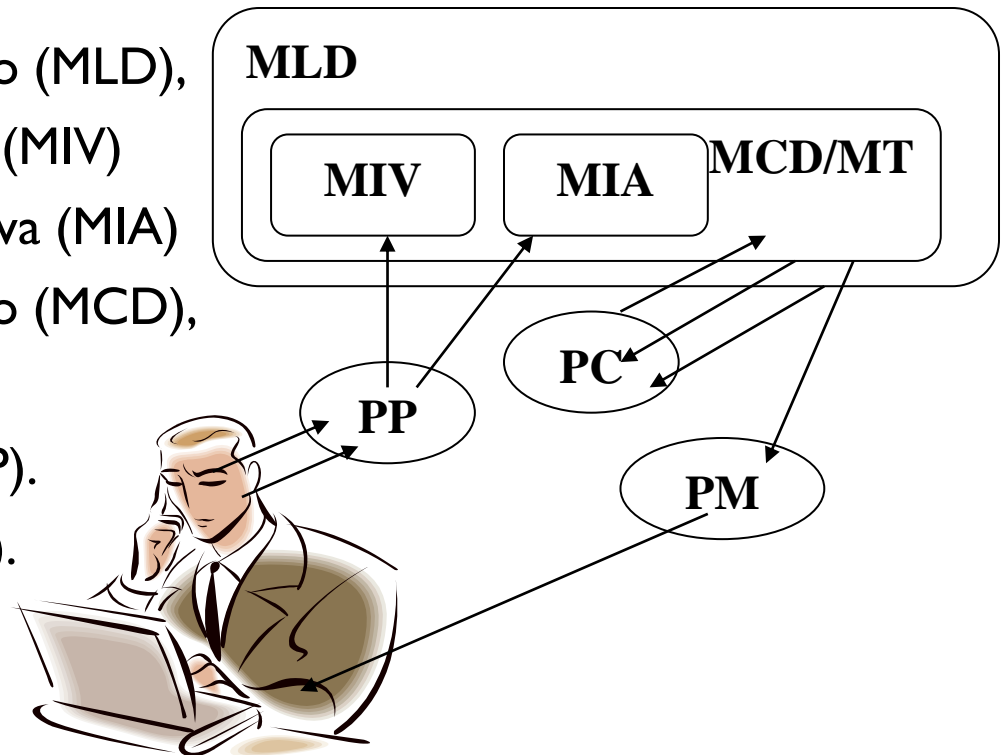 o (MLD),
(MIV)
va (MIA)
o (MCD),
P).
).
MLD
MCD/MT
MIV
MIA
PC
PP
PM